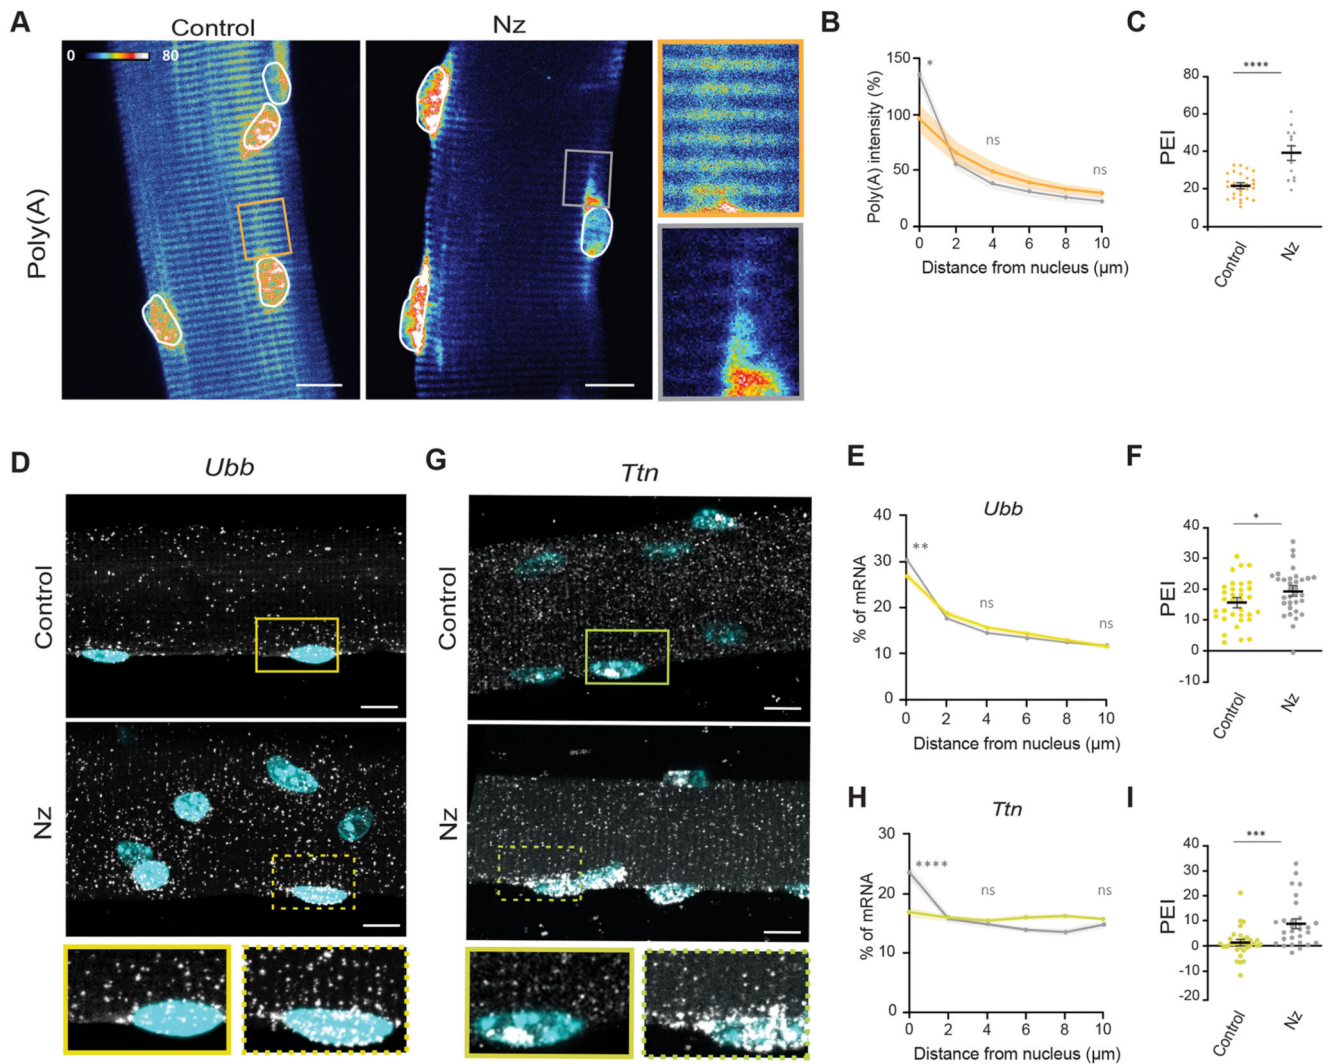 A
Control
Nz
0
80
Poly(A)
B
150
100
50
0
Poly(A) intensity (%)
*
ns
ns
0 2 4 6 8 10
Distance from nucleus (µm)
C
****
80
60
40
20
0
PEI
Control
Nz
D
Ubb
Control
Nz
G
Ttn
Control
Nz
E
Ubb
40
30
20
10
0
% of mRNA
**
ns
ns
0 2 4 6 8 10
Distance from nucleus (µm)
F
*
40
30
20
10
0
-10
PEI
Control
Nz
H
Ttn
30
20
10
0
% of mRNA
****
ns
ns
0 2 4 6 8 10
Distance from nucleus (µm)
I
***
40
30
20
10
0
-10
-20
PEI
Control
Nz